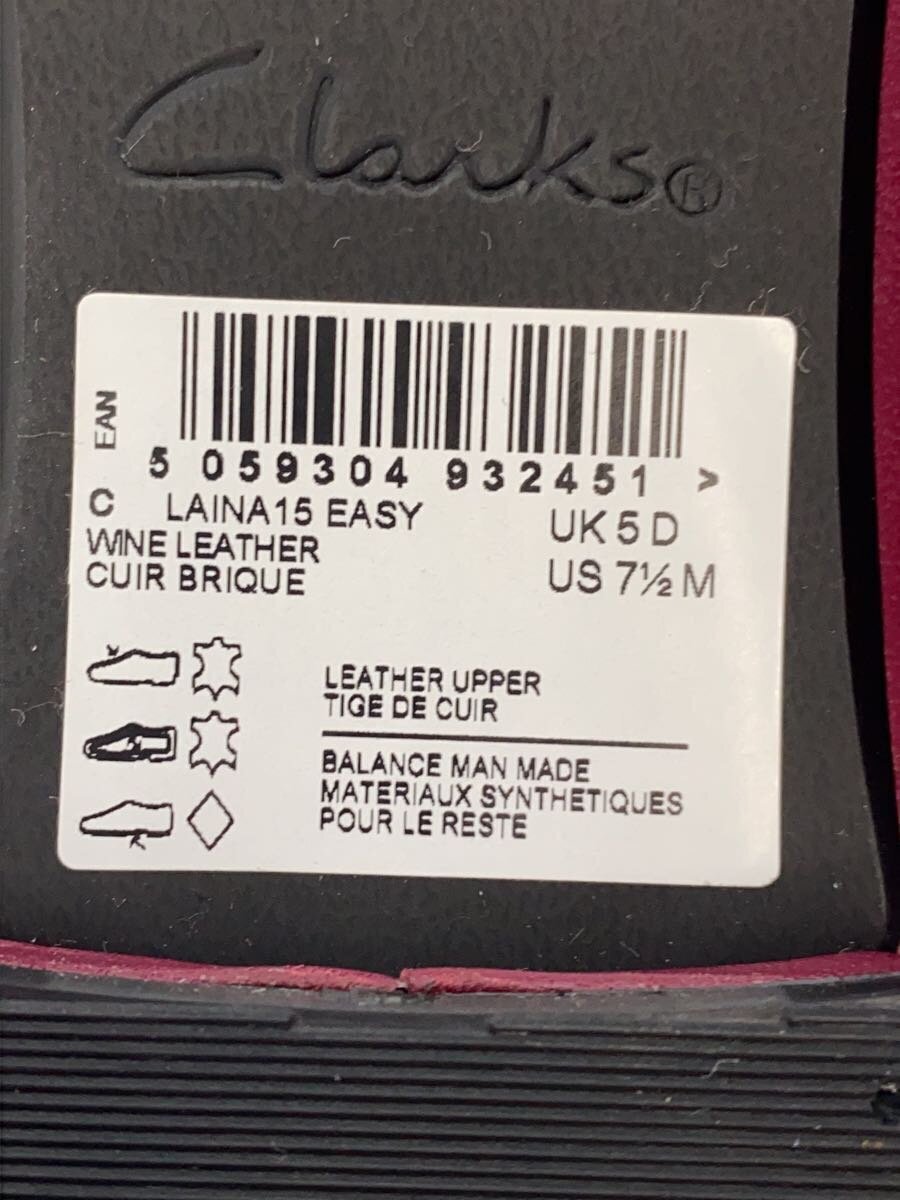 Clarks®
EAN
5 059304 932451 >
C LAINA15 EASY
WINE LEATHER
CUIR BRIQUE
UK 5 D
US 7½ M
LEATHER UPPER
TIGE DE CUIR
BALANCE MAN MADE
MATERIAUX SYNTHETIQUES
POUR LE RESTE